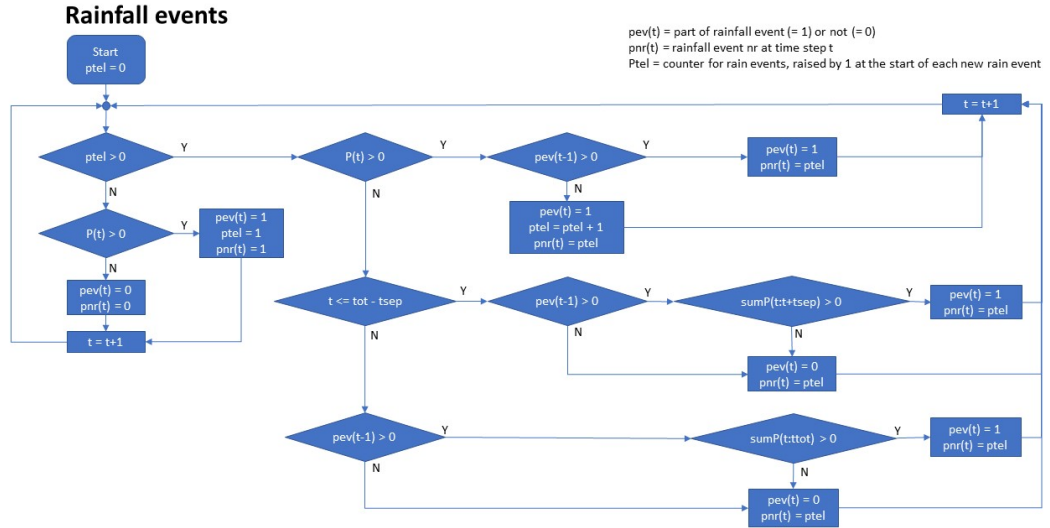 Rainfall events
pev(t) = part of rainfall event (= 1) or not (= 0)
pnr(t) = rainfall event nr at time step t
Ptel = counter for rain events, raised by 1 at the start of each new rain event
Start
ptel = 0
t = t+1
ptel > 0
Y
P(t) > 0
Y
pev(t-1) > 0
Y
pev(t) = 1
pnr(t) = ptel
N
N
N
pev(t) = 1
ptel = ptel + 1
pnr(t) = ptel
P(t) > 0
Y
pev(t) = 1
ptel = 1
pnr(t) = 1
N
pev(t) = 0
pnr(t) = 0
t = t+1
t <= tot - tsep
Y
pev(t-1) > 0
Y
sumP(t:t+tsep) > 0
Y
pev(t) = 1
pnr(t) = ptel
N
N
N
pev(t) = 0
pnr(t) = ptel
pev(t-1) > 0
Y
sumP(t:ttot) > 0
Y
pev(t) = 1
pnr(t) = ptel
N
N
pev(t) = 0
pnr(t) = ptel